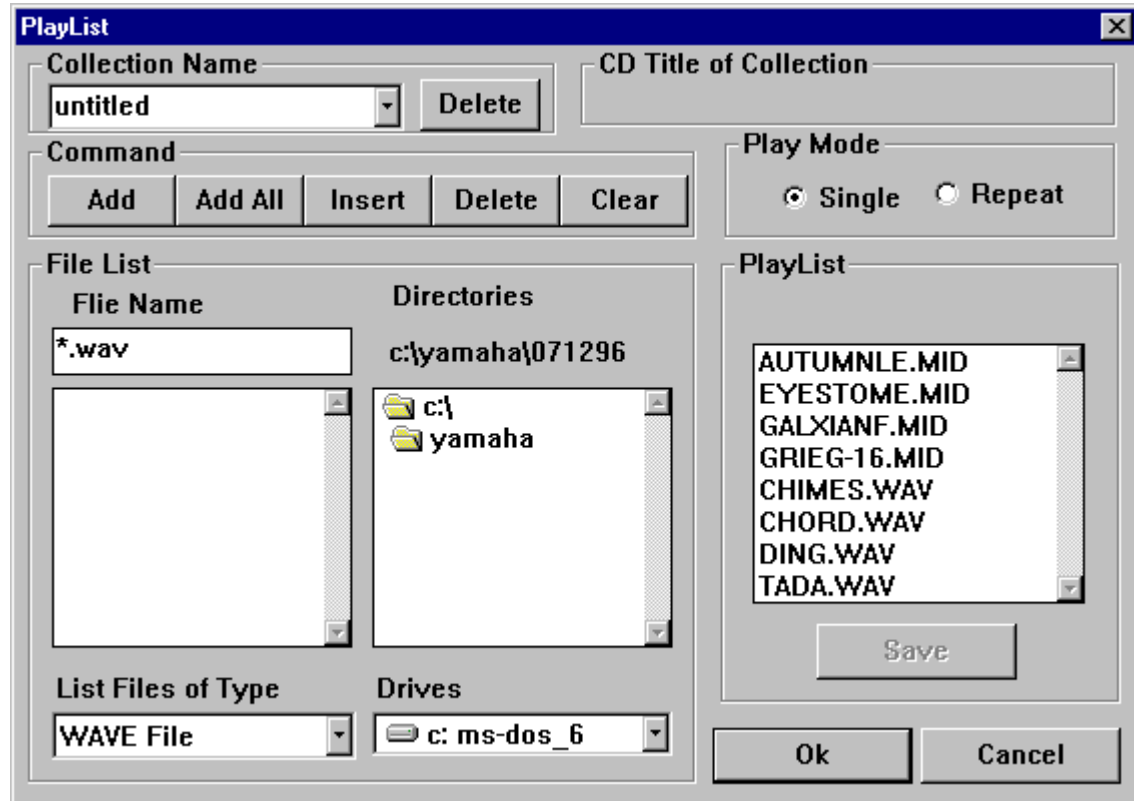 PlayList
Collection Name
untitled
Delete
CD Title of Collection
Command
Add
Add All
Insert
Delete
Clear
Play Mode
Single
Repeat
File List
Flie Name
*.wav
Directories
c:\yamaha\071296
c:\
yamaha
List Files of Type
WAVE File
Drives
c: ms-dos_6
PlayList
AUTUMNLE.MID
EYESTOME.MID
GALXIANF.MID
GRIEG-16.MID
CHIMES.WAV
CHORD.WAV
DING.WAV
TADA.WAV
Save
Ok
Cancel